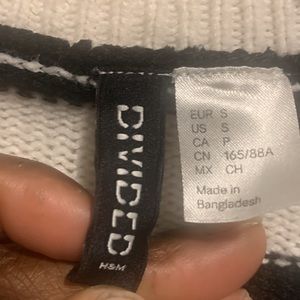 DIVIDED
H&M
EUR S
US S
CA P
CN 165/88A
MX CH
Made in
Bangladesh